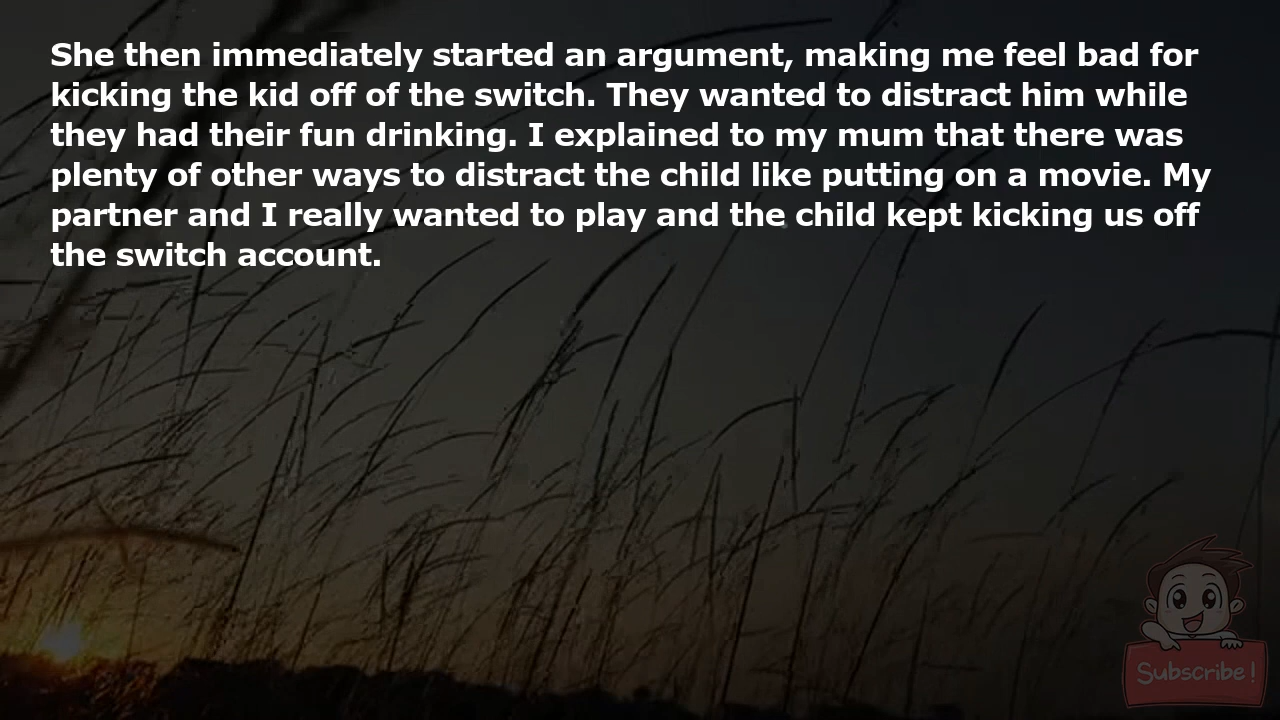 She then immediately started an argument, making me feel bad for
kicking the kid off of the switch. They wanted to distract him while
they had their fun drinking. I explained to my mum that there was
plenty of other ways to distract the child like putting on a movie. My
partner and I really wanted to play and the child kept kicking us off
the switch account.
Subscribe!